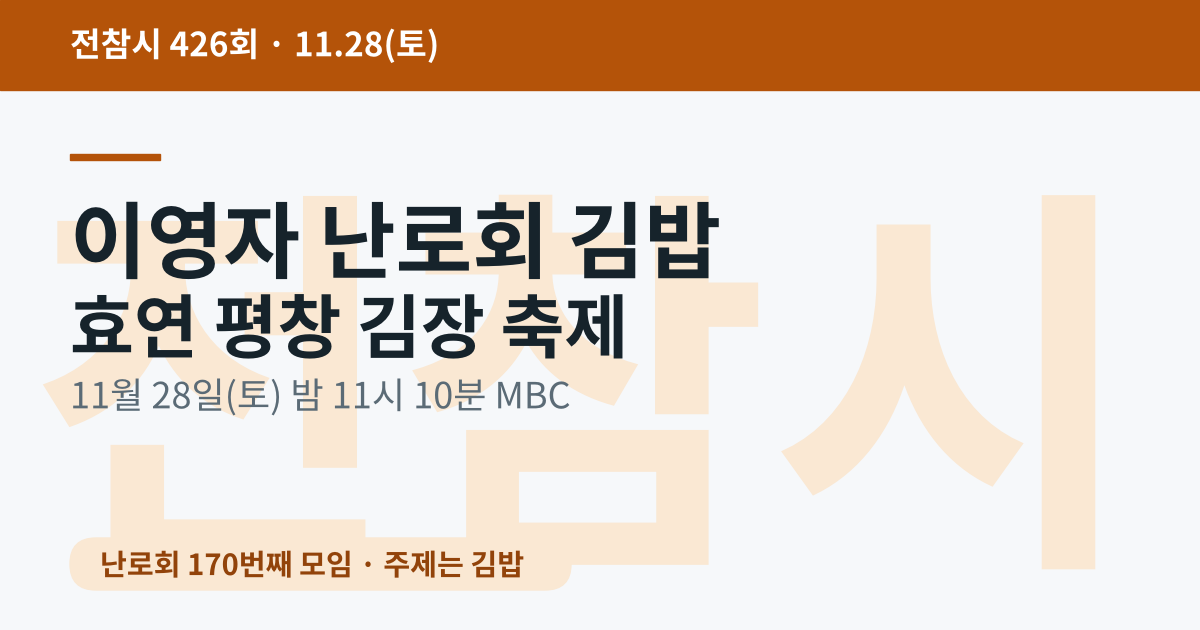 전참시 426회 · 11.28(토)
전참시
이영자 난로회 김밥
효연 평창 김장 축제
11월 28일(토) 밤 11시 10분 MBC
난로회 170번째 모임 · 주제는 김밥